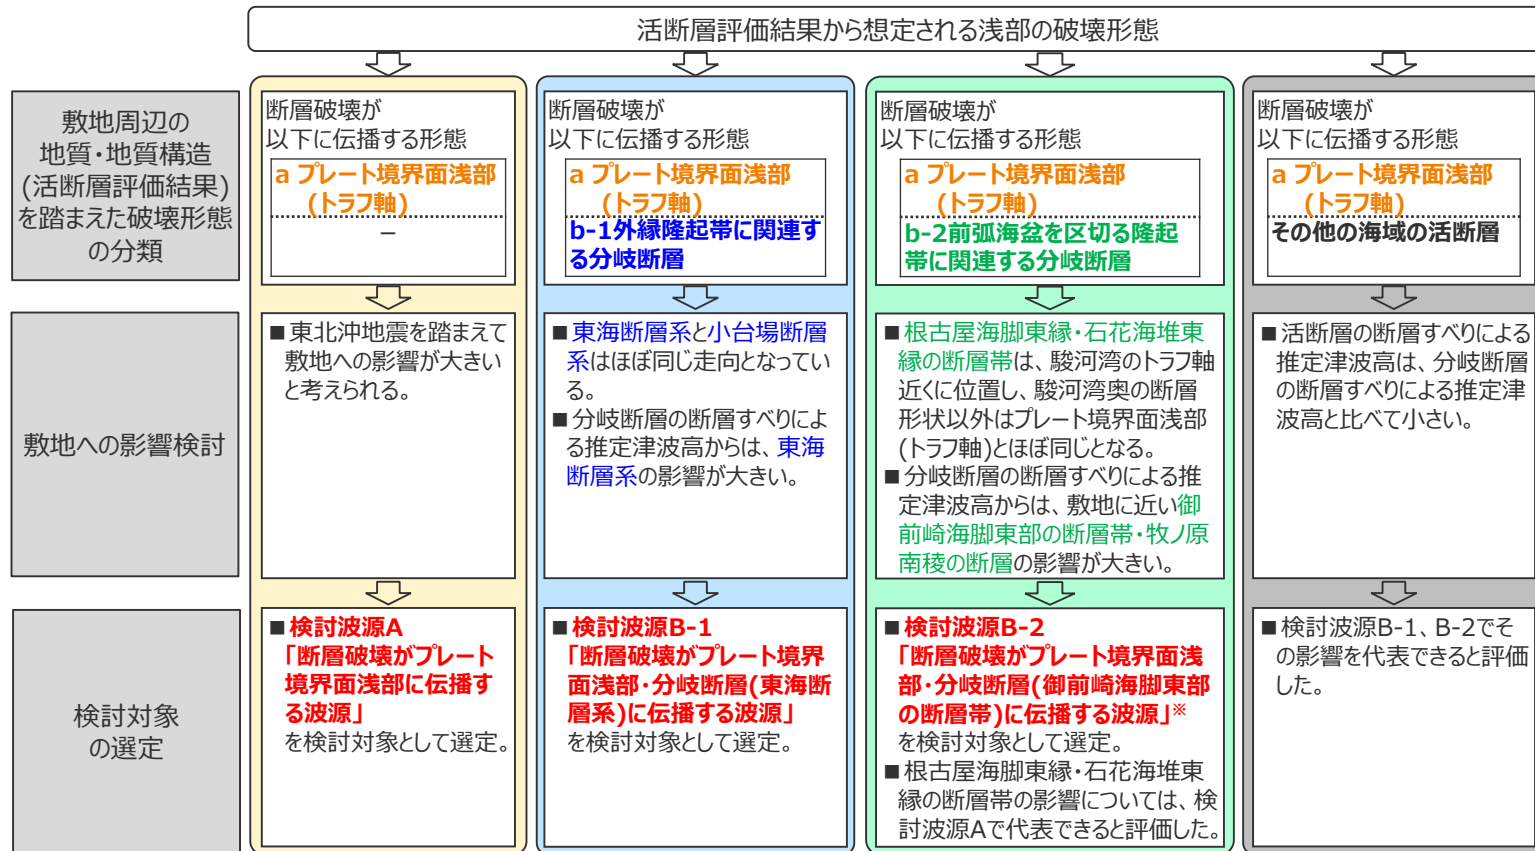 活断層評価結果から想定される浅部の破壊形態
敷地周辺の
地質・地質構造
(活断層評価結果)
を踏まえた破壊形態
の分類
断層破壊が
以下に伝播する形態
a プレート境界面浅部
(トラフ軸)
－
断層破壊が
以下に伝播する形態
a プレート境界面浅部
(トラフ軸)
b-1外縁隆起帯に関連す
る分岐断層
断層破壊が
以下に伝播する形態
a プレート境界面浅部
(トラフ軸)
b-2前弧海盆を区切る隆起
帯に関連する分岐断層
断層破壊が
以下に伝播する形態
a プレート境界面浅部
(トラフ軸)
その他の海域の活断層
敷地への影響検討
■東北沖地震を踏まえて
敷地への影響が大きい
と考えられる。
■東海断層系と小台場断層
系はほぼ同じ走向となってい
る。
■分岐断層の断層すべりによ
る推定津波高からは、東海
断層系の影響が大きい。
■根古屋海脚東縁・石花海堆東
縁の断層帯は、駿河湾のトラフ軸
近くに位置し、駿河湾奥の断層
形状以外はプレート境界面浅部
(トラフ軸)とほぼ同じとなる。
■分岐断層の断層すべりによる推
定津波高からは、敷地に近い御
前崎海脚東部の断層帯・牧ノ原
南稜の断層の影響が大きい。
■活断層の断層すべりによる
推定津波高は、分岐断層
の断層すべりによる推定津
波高と比べて小さい。
検討対象
の選定
■検討波源A
「断層破壊がプレート
境界面浅部に伝播す
る波源」
を検討対象として選定。
■検討波源B-1
「断層破壊がプレート境界
面浅部・分岐断層(東海断
層系)に伝播する波源」
を検討対象として選定。
■検討波源B-2
「断層破壊がプレート境界面浅
部・分岐断層(御前崎海脚東部
の断層帯)に伝播する波源」※
を検討対象として選定。
■根古屋海脚東縁・石花海堆東
縁の断層帯の影響については、検
討波源Aで代表できると評価した。
■検討波源B-1、B-2でそ
の影響を代表できると評価
した。